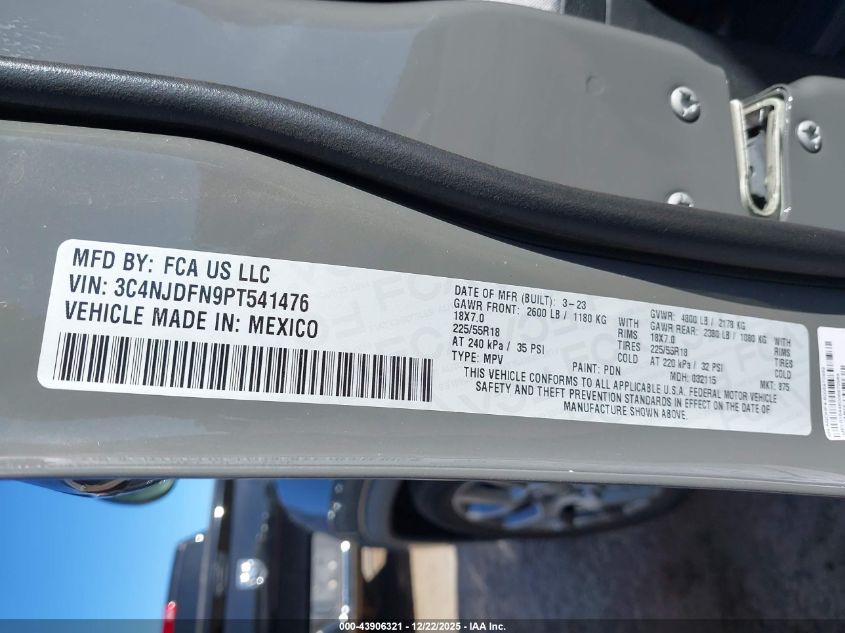 MFD BY: FCA US LLC
VIN: 3C4NJDFN9PT541476
VEHICLE MADE IN: MEXICO
DATE OF MFR (BUILT): 3-23
GAWR FRONT: 2600 LB / 1180 KG WITH
18X7.0 RIMS
225/55R18 TIRES
AT 240 kPa / 35 PSI COLD
TYPE: MPV PAINT: PDN
GVWR: 4800 LB / 2178 KG
GAWR REAR: 2380 LB / 1080 KG WITH
18X7.0 RIMS
225/55R18 TIRES
AT 220 kPa / 32 PSI COLD
MDH: 032115 MKT: 875
THIS VEHICLE CONFORMS TO ALL APPLICABLE U.S.A. FEDERAL MOTOR VEHICLE
SAFETY AND THEFT PREVENTION STANDARDS IN EFFECT ON THE DATE OF
MANUFACTURE SHOWN ABOVE.
000-43906321 - 12/22/2025 - IAA Inc.